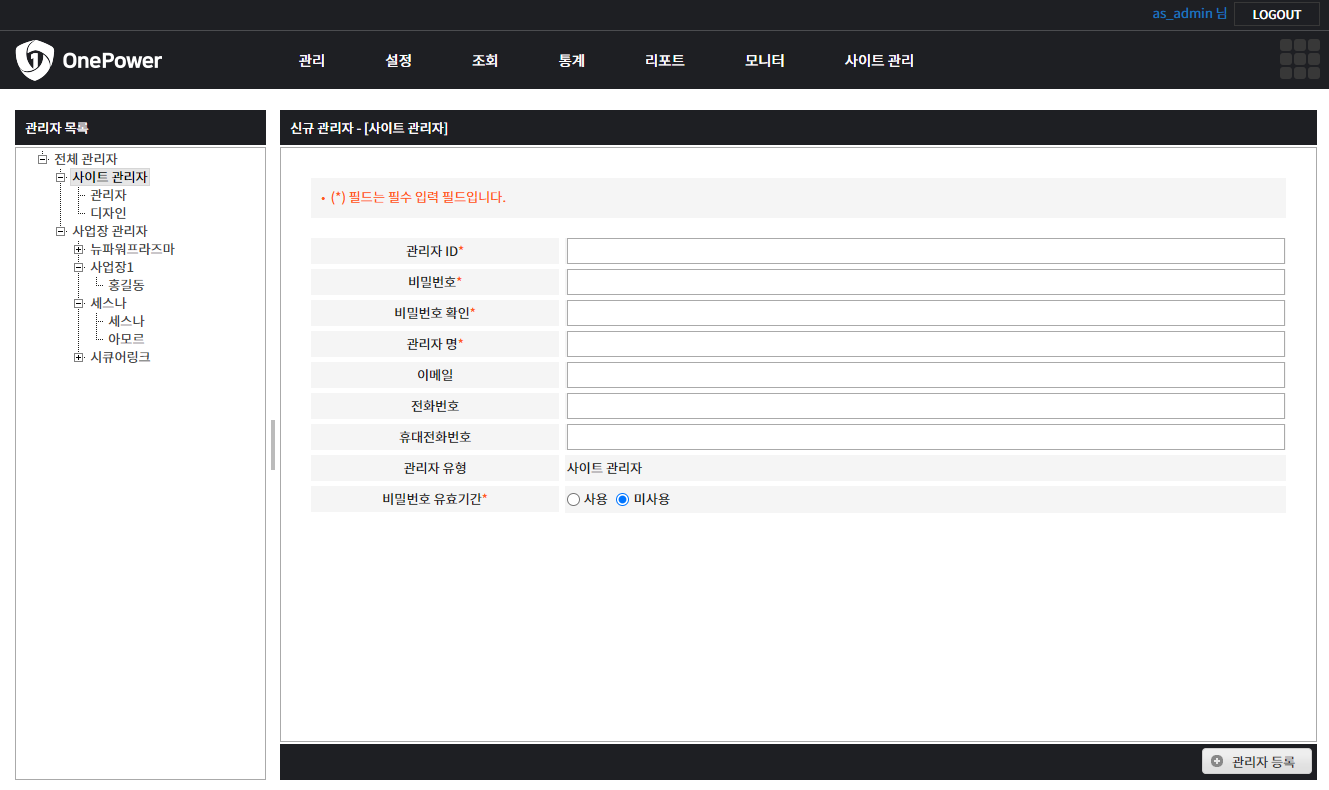 as_admin 님 LOGOUT
1 OnePower 관리 설정 조회 통계 리포트 모니터 사이트 관리
관리자 목록
전체 관리자
사이트 관리자
관리자
디자인
사업장 관리자
뉴파워프라즈마
사업장1
홍길동
세스나
세스나
아모르
시큐어링크
신규 관리자 - [사이트 관리자]
• (*) 필드는 필수 입력 필드입니다.
관리자 ID*
비밀번호*
비밀번호 확인*
관리자 명*
이메일
전화번호
휴대전화번호
관리자 유형 사이트 관리자
비밀번호 유효기간* 사용 미사용
관리자 등록